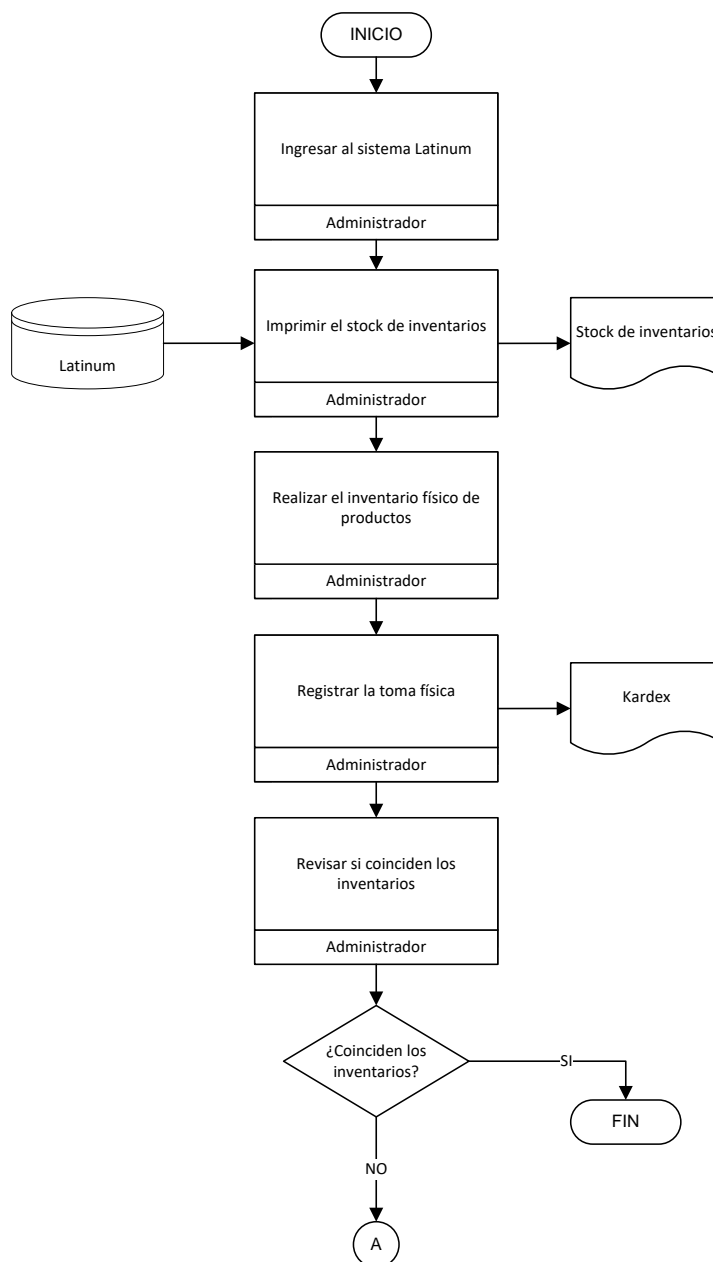 INICIO
Ingresar al sistema Latinum
Administrador
Latinum
Imprimir el stock de inventarios
Administrador
Stock de inventarios
Realizar el inventario físico de
productos
Administrador
Registrar la toma física
Administrador
Kardex
Revisar si coinciden los
inventarios
Administrador
¿Coinciden los
inventarios?
SI
FIN
NO
A